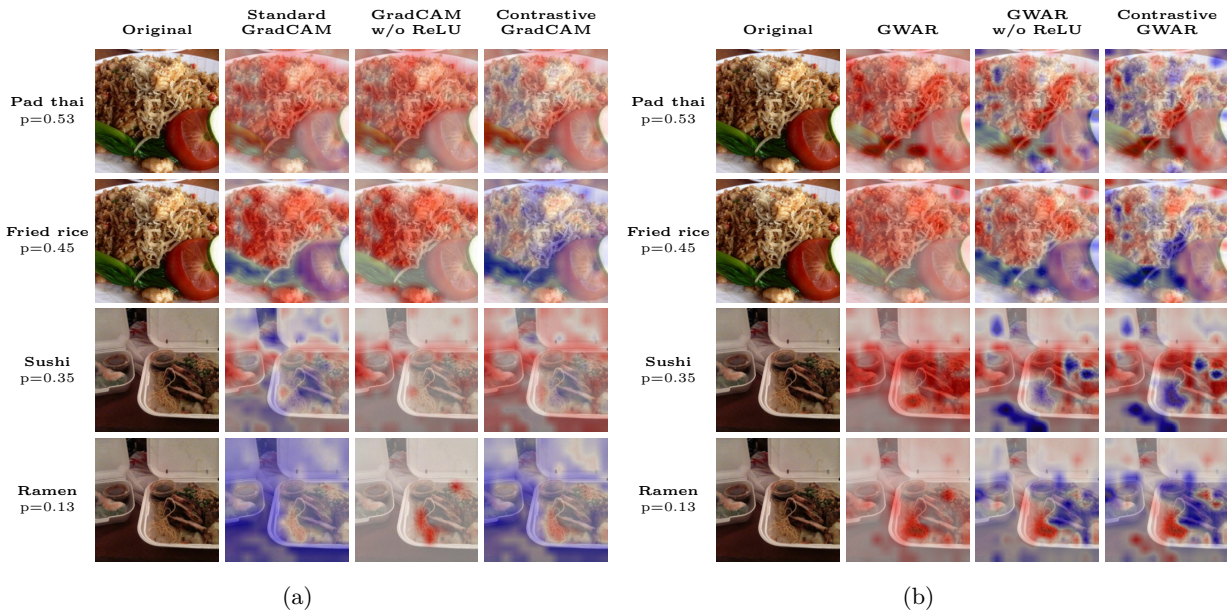 Original
Standard
GradCAM
GradCAM
w/o ReLU
Contrastive
GradCAM
Pad thai
p=0.53
Fried rice
p=0.45
Sushi
p=0.35
Ramen
p=0.13
(a)
Original
GWAR
GWAR
w/o ReLU
Contrastive
GWAR
Pad thai
p=0.53
Fried rice
p=0.45
Sushi
p=0.35
Ramen
p=0.13
(b)